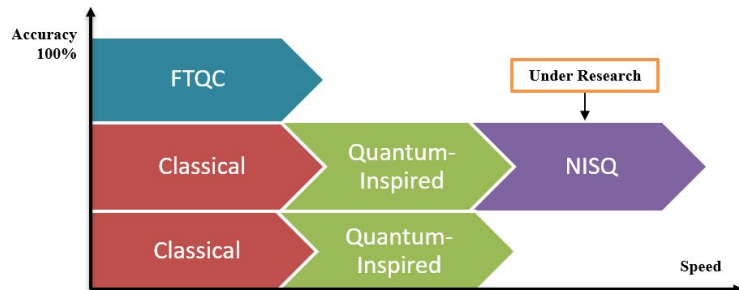 Accuracy
100%
FTQC
Under Research
Classical
Quantum-
Inspired
NISQ
Classical
Quantum-
Inspired
Speed